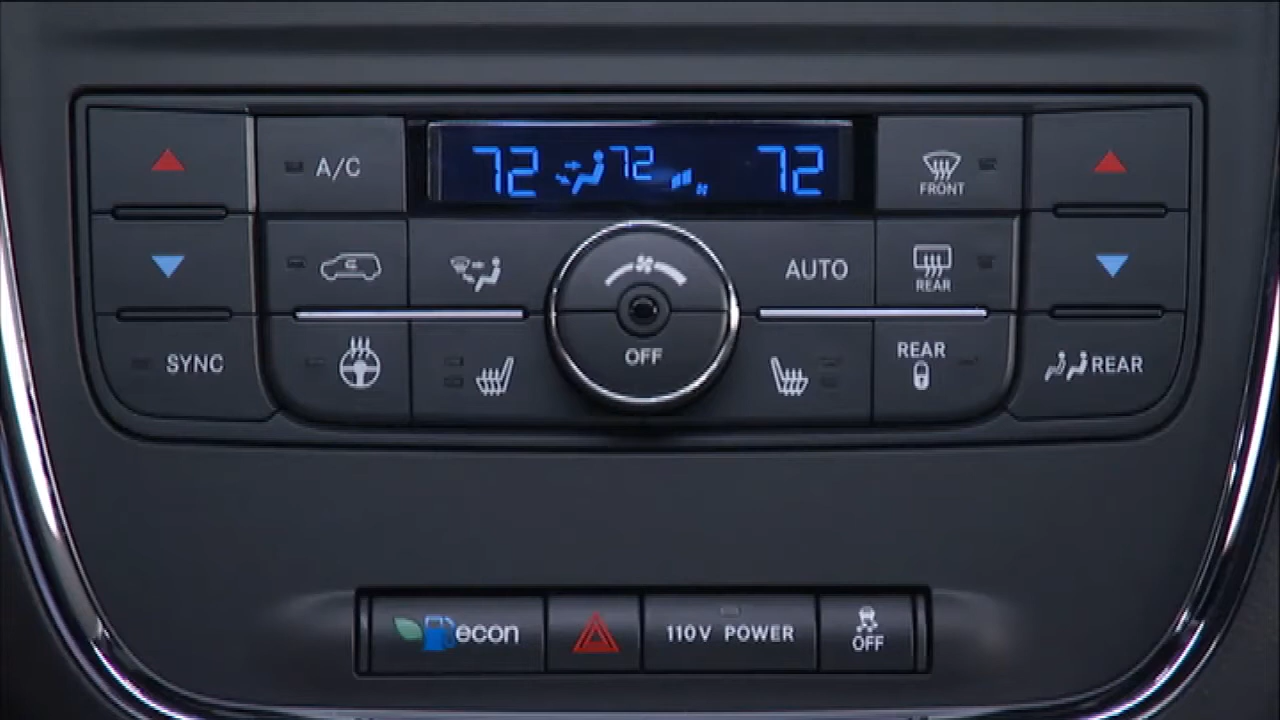 A/C
72 72 72
FRONT
AUTO
REAR
SYNC
OFF
REAR
REAR
econ
110V POWER
OFF